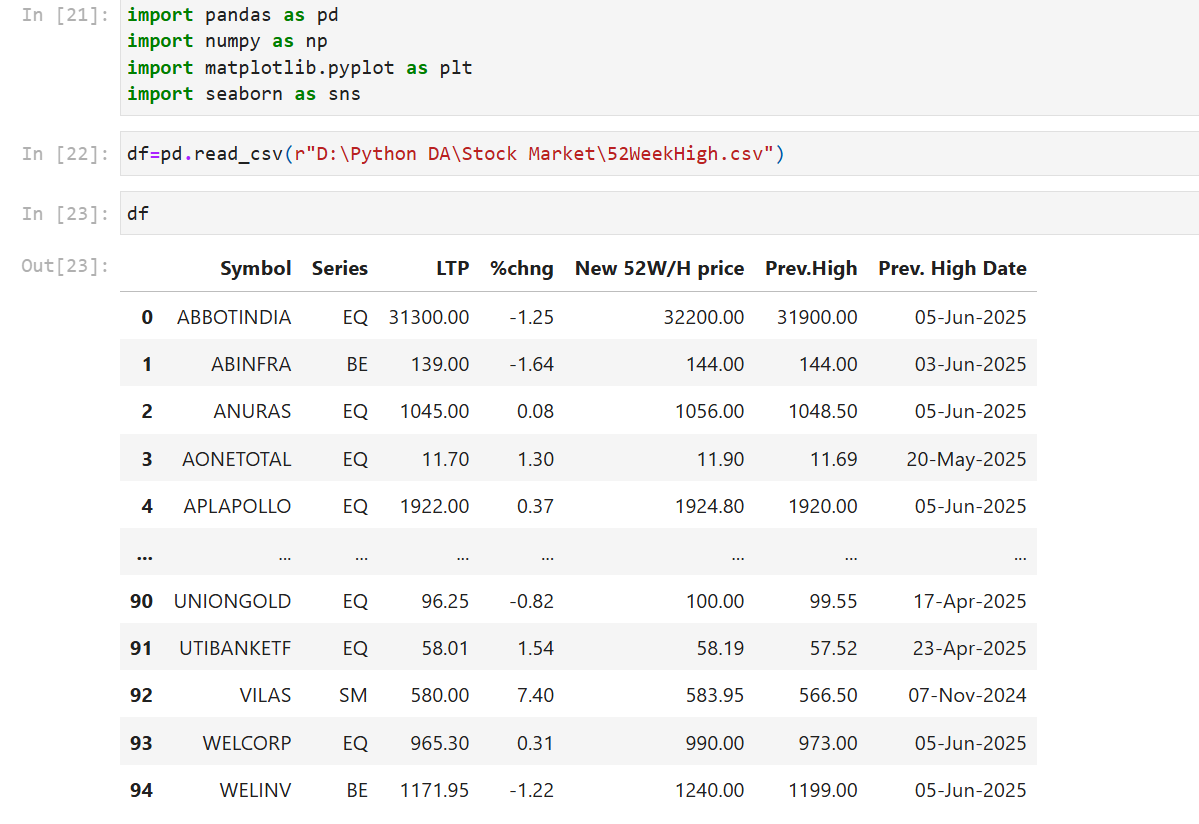 In [21]: import pandas as pd
import numpy as np
import matplotlib.pyplot as plt
import seaborn as sns
In [22]: df=pd.read_csv(r"D:\Python DA\Stock Market\52WeekHigh.csv")
In [23]: df
Out[23]: Symbol Series LTP %chng New 52W/H price Prev.High Prev. High Date
0 ABBOTINDIA EQ 31300.00 -1.25 32200.00 31900.00 05-Jun-2025
1 ABINFRA BE 139.00 -1.64 144.00 144.00 03-Jun-2025
2 ANURAS EQ 1045.00 0.08 1056.00 1048.50 05-Jun-2025
3 AONETOTAL EQ 11.70 1.30 11.90 11.69 20-May-2025
4 APLAPOLLO EQ 1922.00 0.37 1924.80 1920.00 05-Jun-2025
... ... ... ... ... ... ... ...
90 UNIONGOLD EQ 96.25 -0.82 100.00 99.55 17-Apr-2025
91 UTIBANKETF EQ 58.01 1.54 58.19 57.52 23-Apr-2025
92 VILAS SM 580.00 7.40 583.95 566.50 07-Nov-2024
93 WELCORP EQ 965.30 0.31 990.00 973.00 05-Jun-2025
94 WELINV BE 1171.95 -1.22 1240.00 1199.00 05-Jun-2025